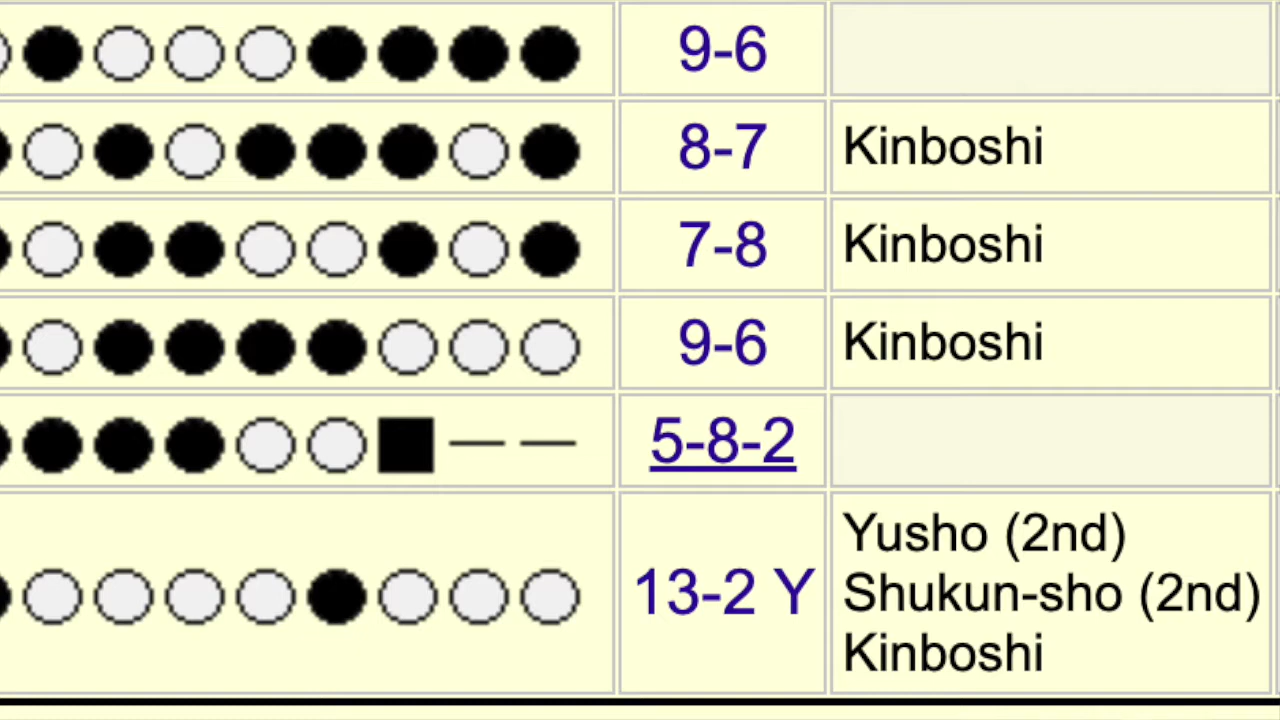 9-6
8-7 Kinboshi
7-8 Kinboshi
9-6 Kinboshi
5-8-2
13-2 Y
Yusho (2nd)
Shukun-sho (2nd)
Kinboshi